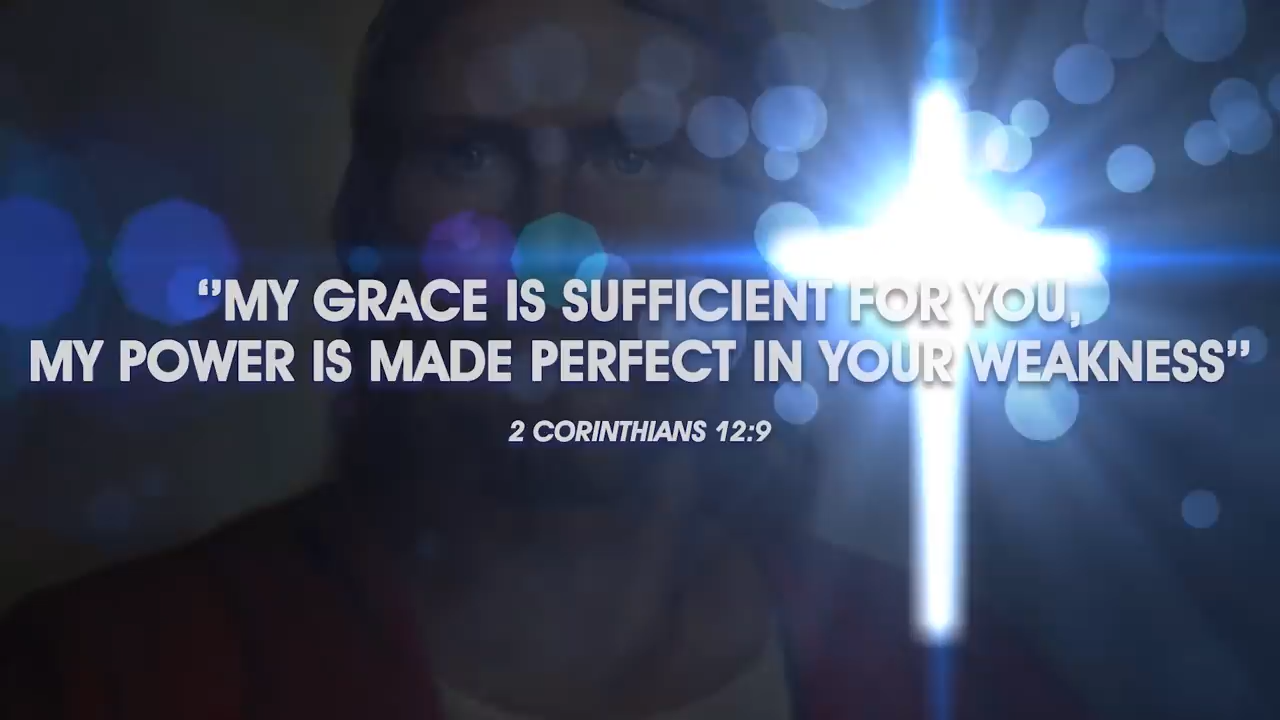 ‘’MY GRACE IS SUFFICIENT FOR YOU,
MY POWER IS MADE PERFECT IN YOUR WEAKNESS’’
2 CORINTHIANS 12:9